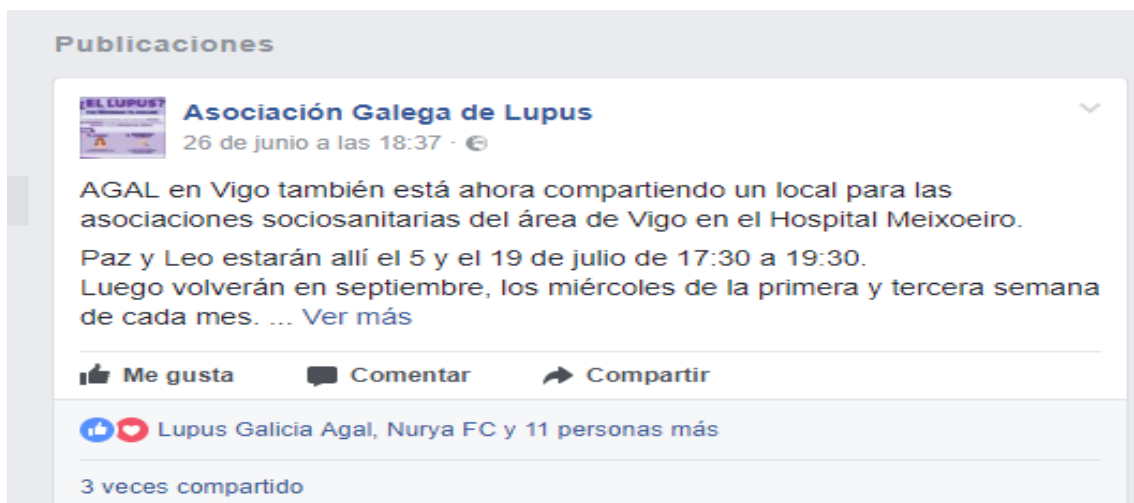 Publicaciones
¿EL LUPUS?
Asociación Galega de Lupus
26 de junio a las 18:37 ·
AGAL en Vigo también está ahora compartiendo un local para las
asociaciones sociosanitarias del área de Vigo en el Hospital Meixoeiro.
Paz y Leo estarán allí el 5 y el 19 de julio de 17:30 a 19:30.
Luego volverán en septiembre, los miércoles de la primera y tercera semana
de cada mes. ... Ver más
Me gusta Comentar Compartir
Lupus Galicia Agal, Nurya FC y 11 personas más
3 veces compartido